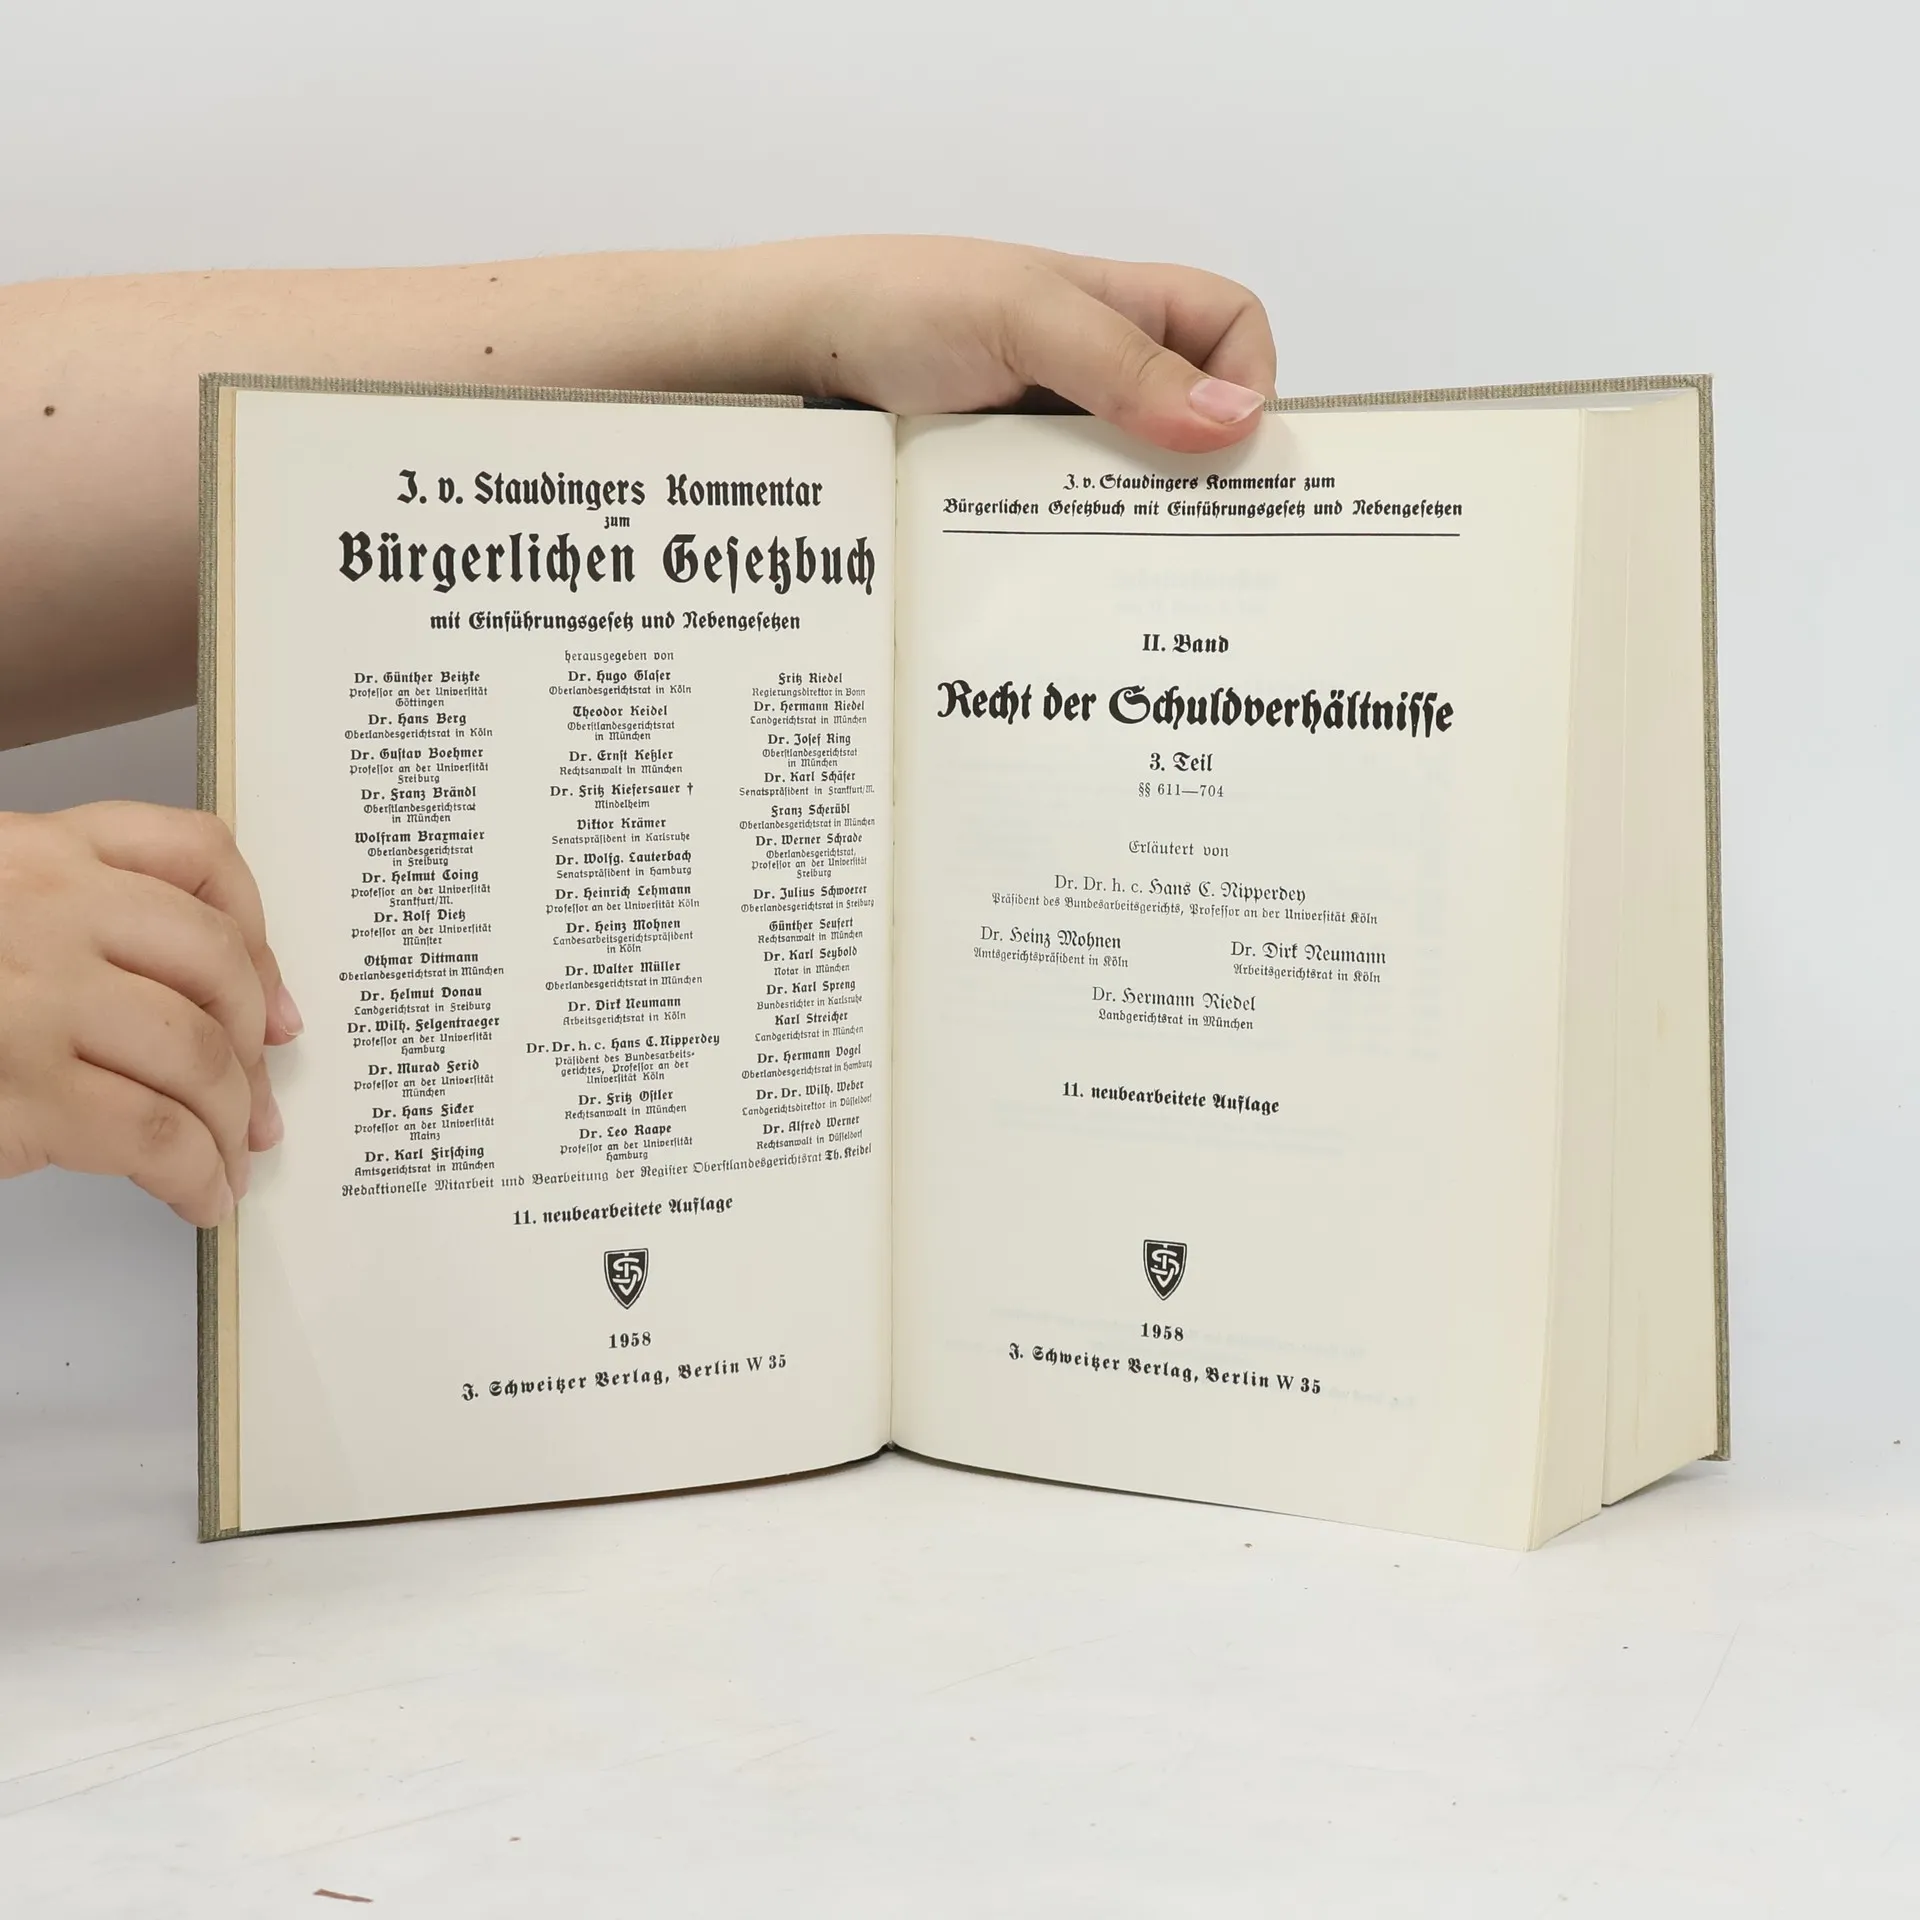 J. v. Staudingers Kommentar
zum
Bürgerlichen Gesetzbuch
mit Einführungsgesetz und Nebengesetzen
herausgegeben von
Dr. Günther Beitzke
Professor an der Universität
Göttingen
Dr. Hans Berg
Oberlandesgerichtsrat in Köln
Dr. Gustav Boehmer
Professor an der Universität
Freiburg
Dr. Franz Brändl
Oberstlandesgerichtsrat
in München
Wolfram Braxmaier
Oberlandesgerichtsrat
in Freiburg
Dr. Helmut Coing
Professor an der Universität
Frankfurt/M.
Dr. Rolf Dietz
Professor an der Universität
Münster
Othmar Dittmann
Oberlandesgerichtsrat in München
Dr. Helmut Donau
Landgerichtsrat in Freiburg
Dr. Wilh. Felgentraeger
Professor an der Universität
Hamburg
Dr. Murad Ferid
Professor an der Universität
München
Dr. Hans Ficker
Professor an der Universität
Mainz
Dr. Karl Firsching
Amtsgerichtsrat in München
Dr. Hugo Glaser
Oberlandesgerichtsrat in Köln
Theodor Keidel
Oberstlandesgerichtsrat
in München
Dr. Ernst Keßler
Rechtsanwalt in München
Dr. Fritz Kiefersauer †
Mindelheim
Viktor Krämer
Senatspräsident in Karlsruhe
Dr. Wolfg. Lauterbach
Senatspräsident in Hamburg
Dr. Heinrich Lehmann
Professor an der Universität Köln
Dr. Heinz Mohnen
Landesarbeitsgerichtspräsident
in Köln
Dr. Walter Müller
Oberlandesgerichtsrat in München
Dr. Dirk Neumann
Arbeitsgerichtsrat in Köln
Dr. Dr. h. c. Hans C. Nipperdey
Präsident des Bundesarbeits-
gerichtes, Professor an der
Universität Köln
Dr. Fritz Ostler
Rechtsanwalt in München
Dr. Leo Raape
Professor an der Universität
Hamburg
Fritz Riedel
Regierungsdirektor in Bonn
Dr. Hermann Riedel
Landgerichtsrat in München
Dr. Josef Ring
Oberstlandesgerichtsrat
in München
Dr. Karl Schäfer
Senatspräsident in Frankfurt/M.
Franz Scherübl
Oberlandesgerichtsrat in München
Dr. Werner Schrade
Oberlandesgerichtsrat,
Professor an der Universität
Freiburg
Dr. Julius Schwoerer
Oberlandesgerichtsrat in Freiburg
Günther Seufert
Rechtsanwalt in München
Dr. Karl Seybold
Notar in München
Dr. Karl Spreng
Bundesrichter in Karlsruhe
Karl Streicher
Landgerichtsrat in München
Dr. Hermann Vogel
Oberlandesgerichtsrat in Hamburg
Dr. Dr. Wilh. Weber
Landgerichtsdirektor in Düsseldorf
Dr. Alfred Werner
Rechtsanwalt in Düsseldorf
Redaktionelle Mitarbeit und Bearbeitung der Register Oberstlandesgerichtsrat Th. Keidel
11. neubearbeitete Auflage
1958
J. Schweitzer Verlag, Berlin W 35
J. v. Staudingers Kommentar zum
Bürgerlichen Gesetzbuch mit Einführungsgesetz und Nebengesetzen
II. Band
Recht der Schuldverhältnisse
3. Teil
§§ 611—704
Erläutert von
Dr. Dr. h. c. Hans C. Nipperdey
Präsident des Bundesarbeitsgerichts, Professor an der Universität Köln
Dr. Heinz Mohnen
Amtsgerichtspräsident in Köln
Dr. Dirk Neumann
Arbeitsgerichtsrat in Köln
Dr. Hermann Riedel
Landgerichtsrat in München
11. neubearbeitete Auflage
1958
J. Schweitzer Verlag, Berlin W 35